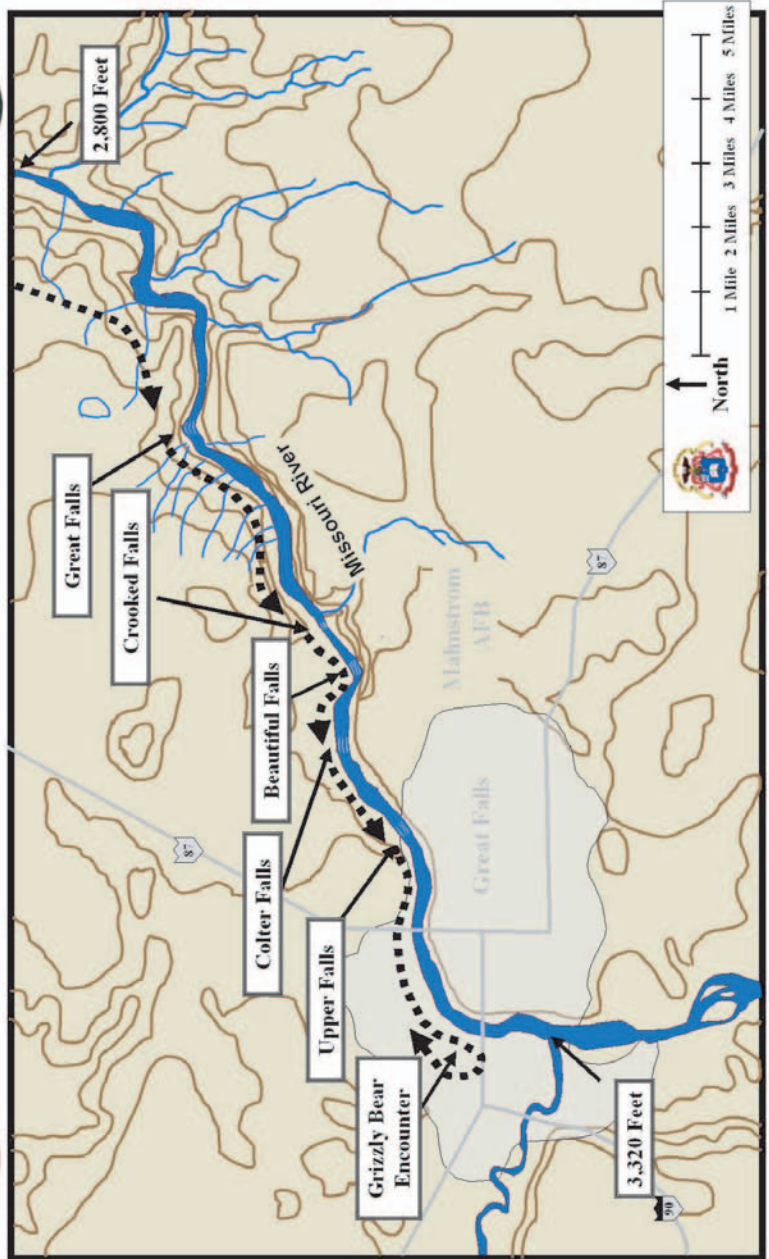 2,800 Feet
Great Falls
Crooked Falls
Beautiful Falls
Colter Falls
Upper Falls
Grizzly Bear
Encounter
3,320 Feet
Missouri River
Malmstrom
AFB
Great Falls
87
87
90
North
1 Mile 2 Miles 3 Miles 4 Miles 5 Miles